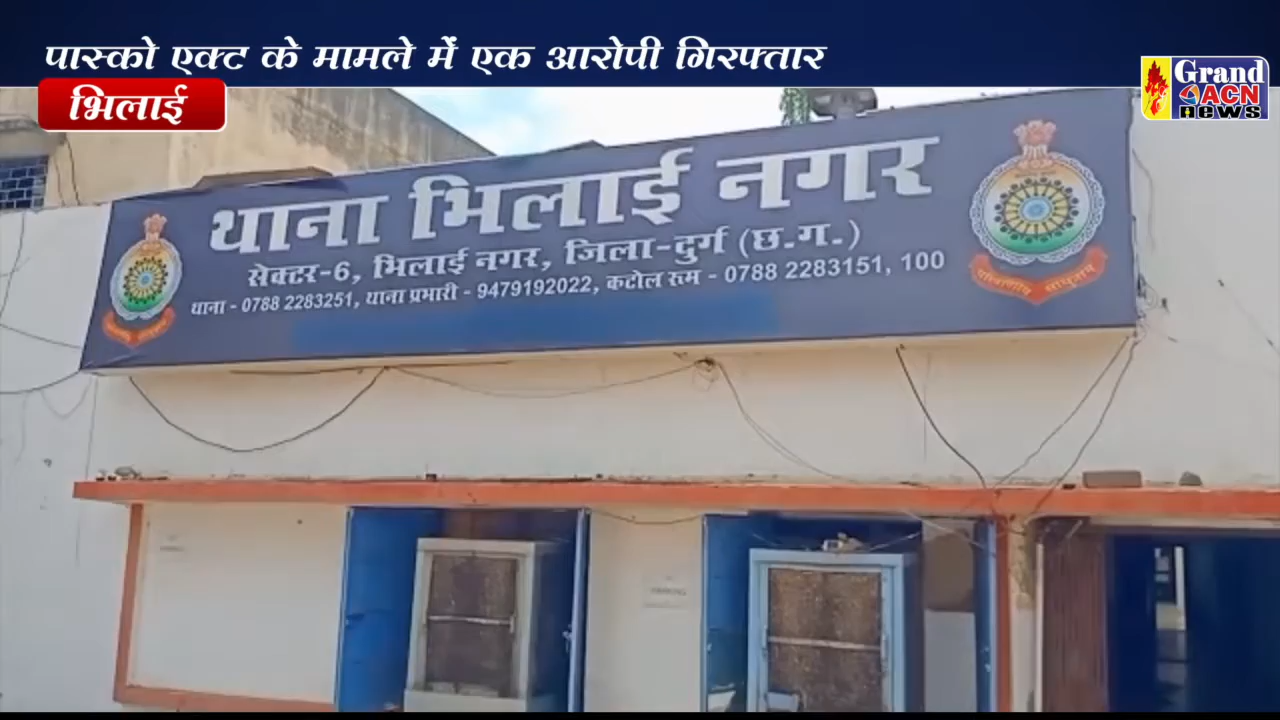 पास्को एक्ट के मामले में एक आरोपी गिरफ्तार
भिलाई
Grand
ACN
news
थाना भिलाई नगर
सेक्टर-6, भिलाई नगर, जिला-दुर्ग (छ.ग.)
थाना - 0788 2283251, थाना प्रभारी - 9479192022, कटोल रूम - 0788 2283151, 100